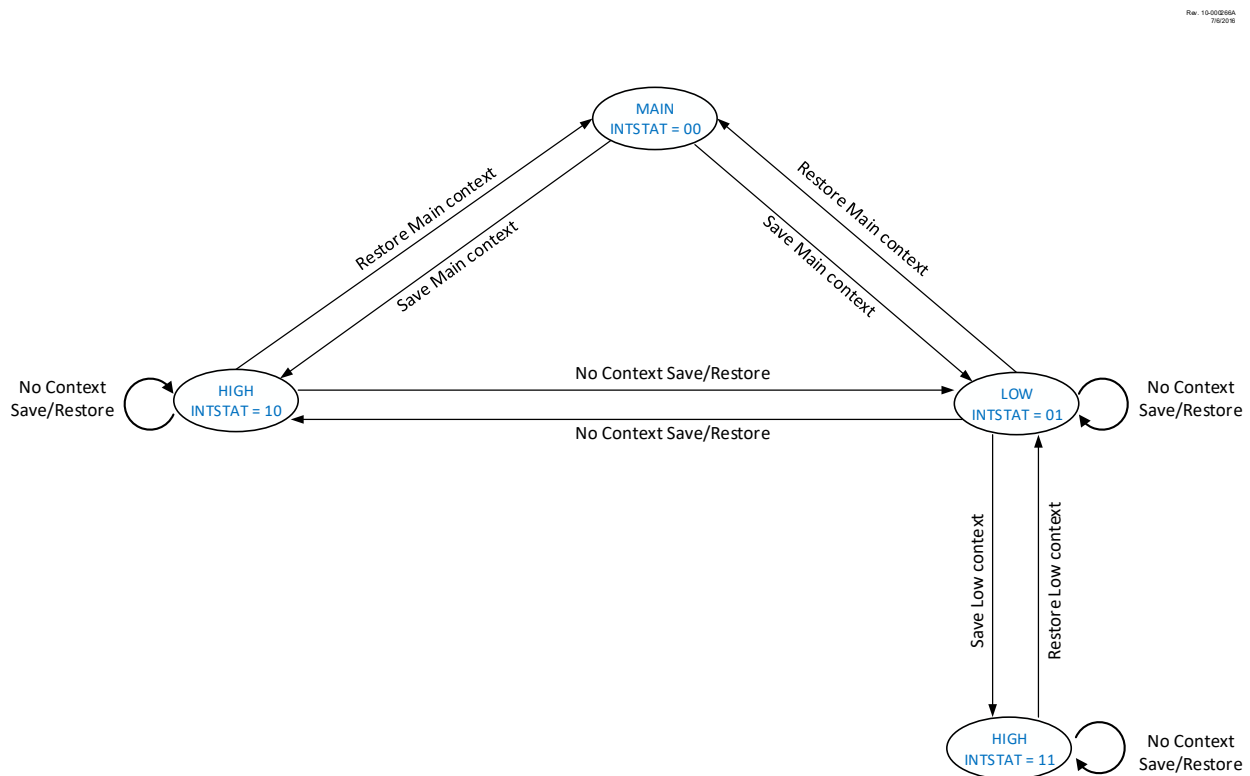 Rev. 10-000266A
7/6/2016
MAIN
INTSTAT = 00
Restore Main context
Save Main context
Save Main context
Restore Main context
No Context
Save/Restore
HIGH
INTSTAT = 10
No Context Save/Restore
No Context Save/Restore
LOW
INTSTAT = 01
No Context
Save/Restore
Save Low context
Restore Low context
HIGH
INTSTAT = 11
No Context
Save/Restore